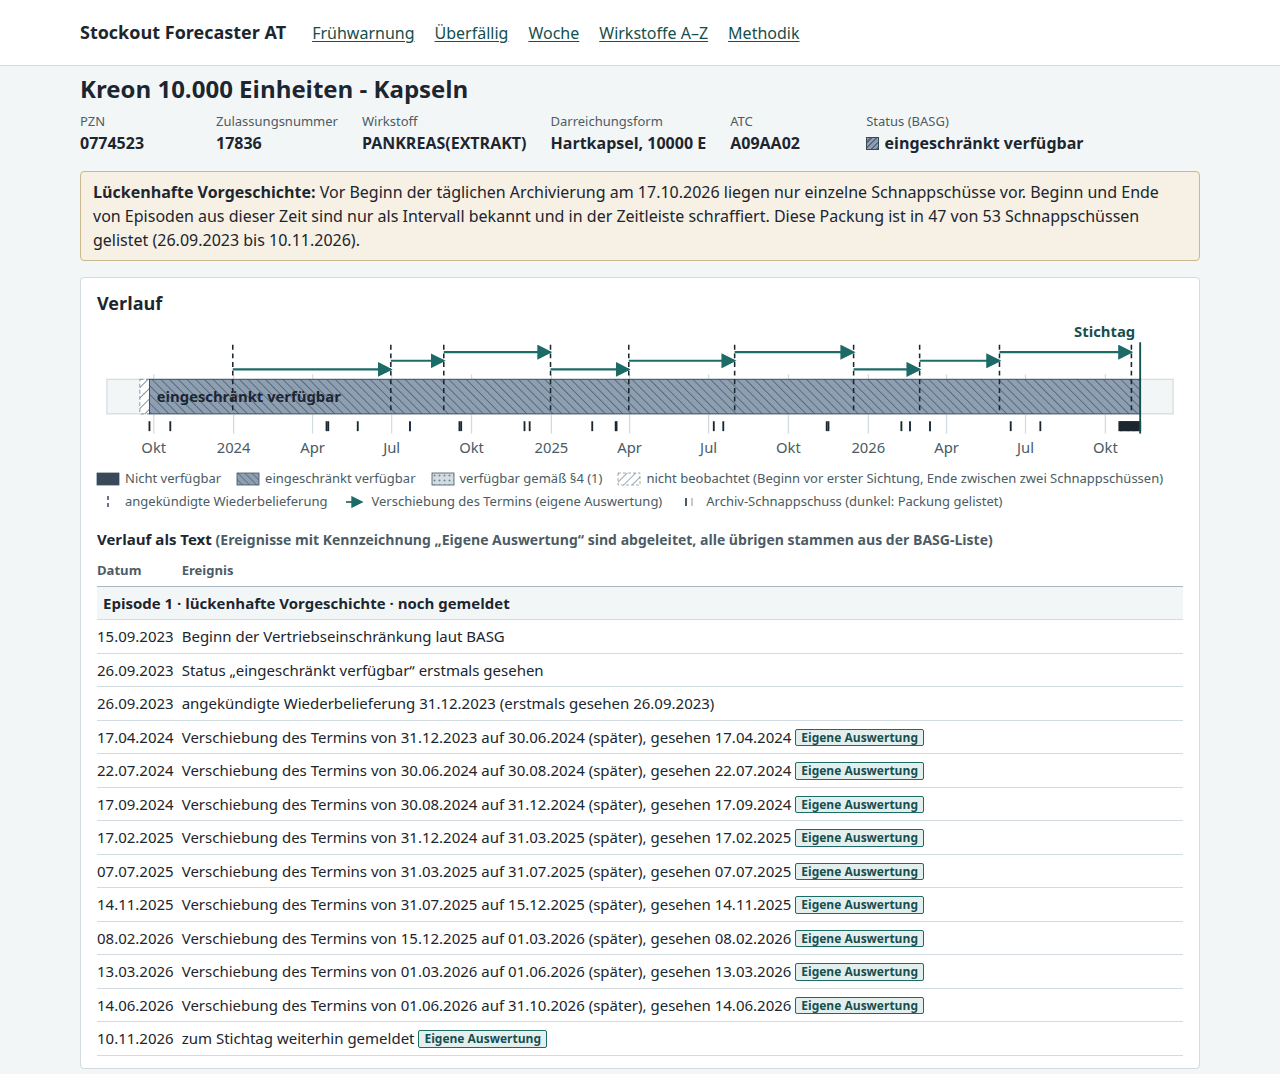 Stockout Forecaster AT Frühwarnung Überfällig Woche Wirkstoffe A–Z Methodik
Kreon 10.000 Einheiten - Kapseln
PZN Zulassungsnummer Wirkstoff Darreichungsform ATC Status (BASG)
0774523 17836 PANKREAS(EXTRAKT) Hartkapsel, 10000 E A09AA02 eingeschränkt verfügbar
Lückenhafte Vorgeschichte: Vor Beginn der täglichen Archivierung am 17.10.2026 liegen nur einzelne Schnappschüsse vor. Beginn und Ende
von Episoden aus dieser Zeit sind nur als Intervall bekannt und in der Zeitleiste schraffiert. Diese Packung ist in 47 von 53 Schnappschüssen
gelistet (26.09.2023 bis 10.11.2026).
Verlauf
Stichtag
eingeschränkt verfügbar
Okt 2024 Apr Jul Okt 2025 Apr Jul Okt 2026 Apr Jul Okt
Nicht verfügbar eingeschränkt verfügbar verfügbar gemäß §4 (1) nicht beobachtet (Beginn vor erster Sichtung, Ende zwischen zwei Schnappschüssen)
angekündigte Wiederbelieferung Verschiebung des Termins (eigene Auswertung) Archiv-Schnappschuss (dunkel: Packung gelistet)
Verlauf als Text (Ereignisse mit Kennzeichnung „Eigene Auswertung“ sind abgeleitet, alle übrigen stammen aus der BASG-Liste)
Datum Ereignis
Episode 1 · lückenhafte Vorgeschichte · noch gemeldet
15.09.2023 Beginn der Vertriebseinschränkung laut BASG
26.09.2023 Status „eingeschränkt verfügbar“ erstmals gesehen
26.09.2023 angekündigte Wiederbelieferung 31.12.2023 (erstmals gesehen 26.09.2023)
17.04.2024 Verschiebung des Termins von 31.12.2023 auf 30.06.2024 (später), gesehen 17.04.2024 Eigene Auswertung
22.07.2024 Verschiebung des Termins von 30.06.2024 auf 30.08.2024 (später), gesehen 22.07.2024 Eigene Auswertung
17.09.2024 Verschiebung des Termins von 30.08.2024 auf 31.12.2024 (später), gesehen 17.09.2024 Eigene Auswertung
17.02.2025 Verschiebung des Termins von 31.12.2024 auf 31.03.2025 (später), gesehen 17.02.2025 Eigene Auswertung
07.07.2025 Verschiebung des Termins von 31.03.2025 auf 31.07.2025 (später), gesehen 07.07.2025 Eigene Auswertung
14.11.2025 Verschiebung des Termins von 31.07.2025 auf 15.12.2025 (später), gesehen 14.11.2025 Eigene Auswertung
08.02.2026 Verschiebung des Termins von 15.12.2025 auf 01.03.2026 (später), gesehen 08.02.2026 Eigene Auswertung
13.03.2026 Verschiebung des Termins von 01.03.2026 auf 01.06.2026 (später), gesehen 13.03.2026 Eigene Auswertung
14.06.2026 Verschiebung des Termins von 01.06.2026 auf 31.10.2026 (später), gesehen 14.06.2026 Eigene Auswertung
10.11.2026 zum Stichtag weiterhin gemeldet Eigene Auswertung